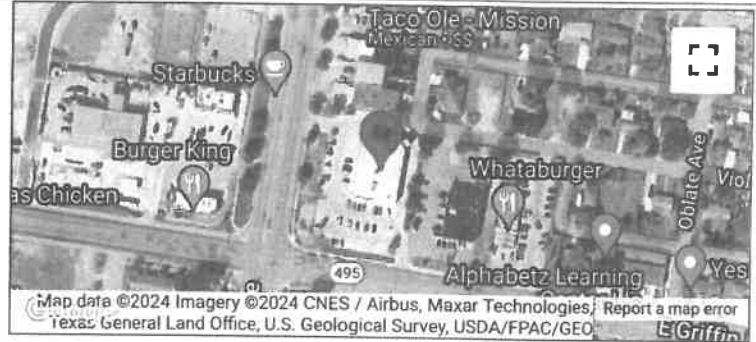 Taco Ole - Mission
Mexican • $$
Starbucks
Burger King
Whataburger
as Chicken
Oblate Ave
Viol
495
Alphabetz Learning
Yes
Map data ©2024 Imagery ©2024 CNES / Airbus, Maxar Technologies,
Texas General Land Office, U.S. Geological Survey, USDA/FPAC/GEO
Report a map error
E Griffin